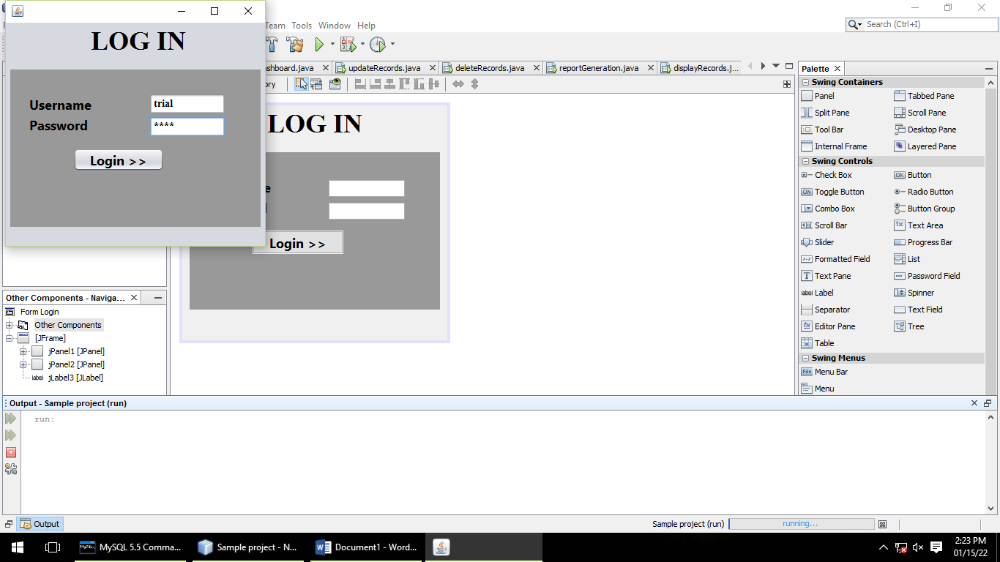 LOG IN
Username
trial
Password
****
Login >>
Team Tools Window Help
Search (Ctrl+I)
shboard.java
updateRecords.java
deleteRecords.java
reportGeneration.java
displayRecords.j...
ory
LOG IN
e
Login >>
Palette
Swing Containers
Panel
Tabbed Pane
Split Pane
Scroll Pane
Tool Bar
Desktop Pane
Internal Frame
Layered Pane
Swing Controls
Check Box
OK Button
ON Toggle Button
Radio Button
Combo Box
Button Group
Scroll Bar
Text Area
Slider
Progress Bar
Formatted Field
List
T Text Pane
Password Field
label Label
Spinner
Separator
Text Field
Editor Pane
Tree
Table
Swing Menus
File Menu Bar
Menu
Other Components - Naviga...
Form Login
Other Components
[JFrame]
jPanel1 [JPanel]
jPanel2 [JPanel]
label jLabel3 [JLabel]
Output - Sample project (run)
run:
Output
Sample project (run)
running...
MySQL 5.5 Comma...
Sample project - N...
Document1 - Word...
2:23 PM
01/15/22